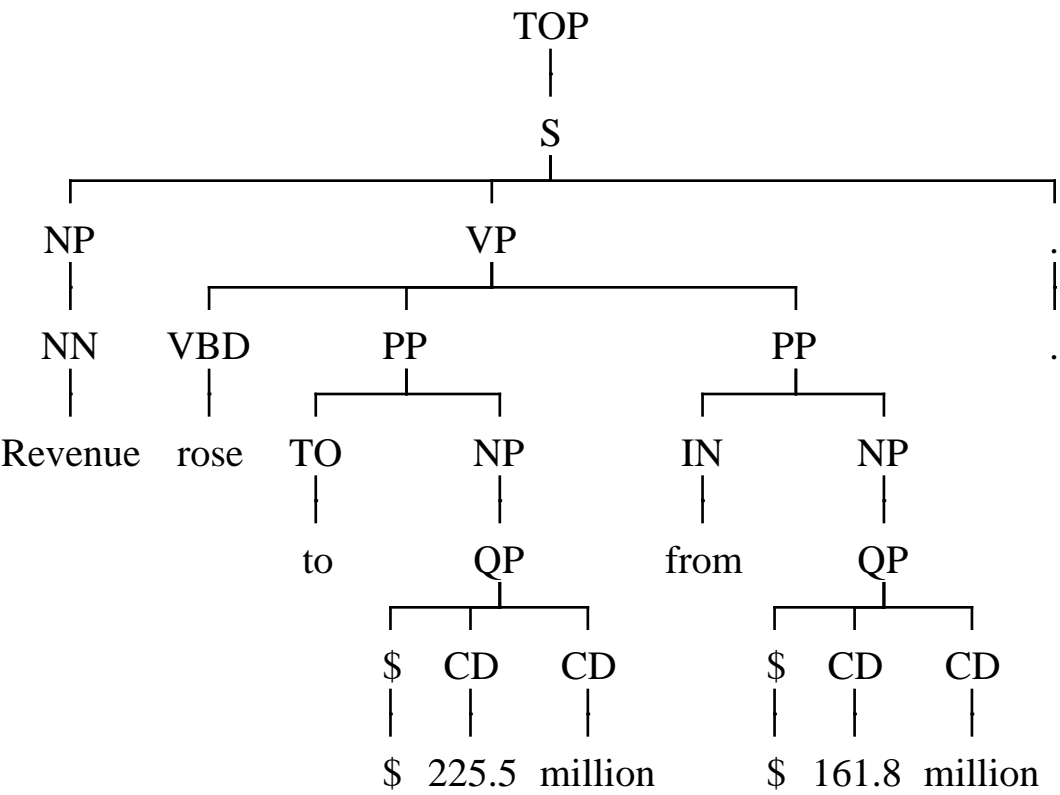 TOP
S
NP VP .
NN VBD PP PP .
Revenue rose TO NP IN NP
to QP from QP
$ CD CD $ CD CD
$ 225.5 million $ 161.8 million